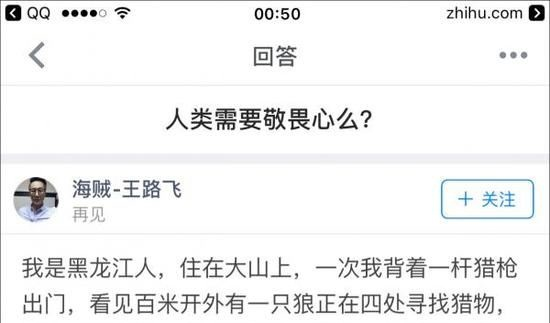 QQ 00:50 zhihu.com
回答
人类需要敬畏心么？
海贼-王路飞
再见
+ 关注
我是黑龙江人，住在大山上，一次我背着一杆猎枪
出门，看见百米开外有一只狼正在四处寻找猎物，